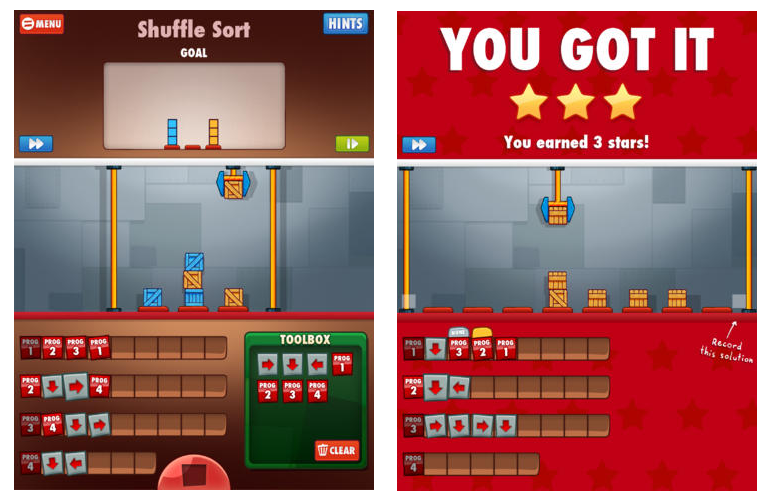 MENU
Shuffle Sort
HINTS
GOAL
PROG 1 PROG 2 PROG 3 PROG 1
PROG 2 PROG 4
PROG 3 PROG 4
PROG 4
TOOLBOX
PROG 1
PROG 2 PROG 3 PROG 4
CLEAR
YOU GOT IT
You earned 3 stars!
NONE
PROG 1 PROG 3 PROG 2 PROG 1
PROG 2
PROG 3
PROG 4
Record
this solution